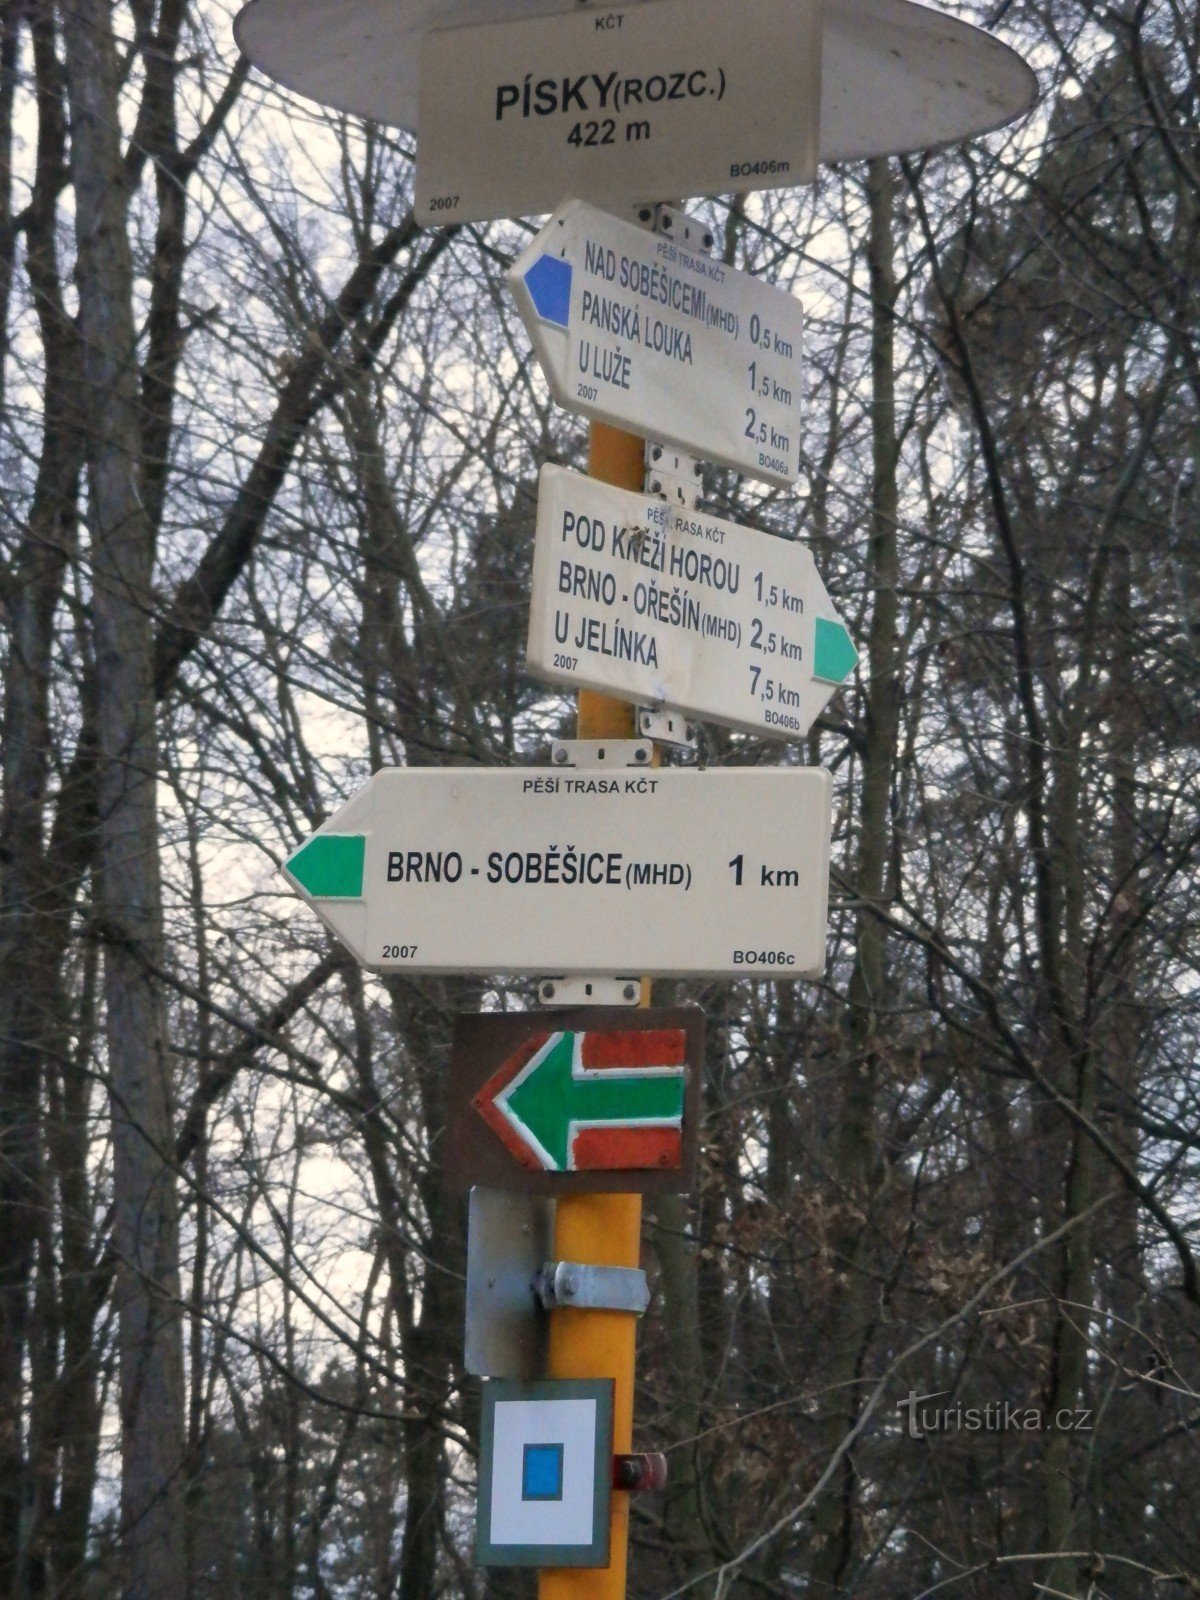 KČT
PÍSKY(ROZC.)
422 m
2007 BO406m
PĚŠÍ TRASA KČT
NAD SOBĚŠICEMI(MHD) 0,5 km
PANSKÁ LOUKA 1,5 km
U LUŽE 2,5 km
2007 BO406a
PĚŠÍ TRASA KČT
POD KNĚŽÍ HOROU 1,5 km
BRNO - OŘEŠÍN(MHD) 2,5 km
U JELÍNKA 7,5 km
2007 BO406b
PĚŠÍ TRASA KČT
BRNO - SOBĚŠICE(MHD) 1 km
2007 BO406c
Turistika.cz